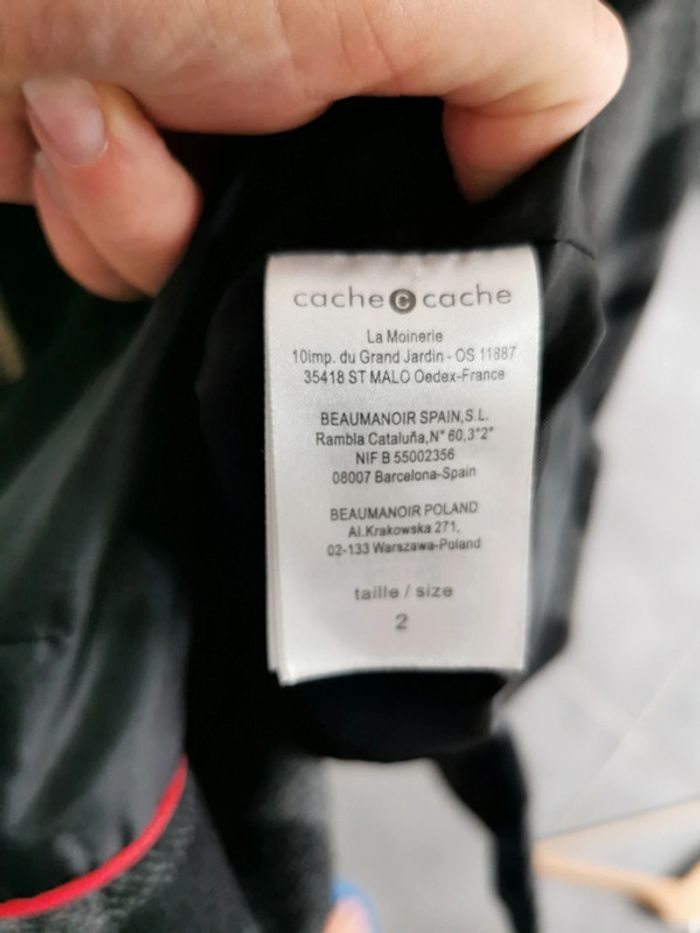 cache c cache
La Moinerie
10imp. du Grand Jardin - OS 11887
35418 ST MALO Oedex-France
BEAUMANOIR SPAIN,S.L.
Rambla Cataluña,N° 60,3°2°
NIF B 55002356
08007 Barcelona-Spain
BEAUMANOIR POLAND
Al.Krakowska 271,
02-133 Warszawa-Poland
taille / size
2